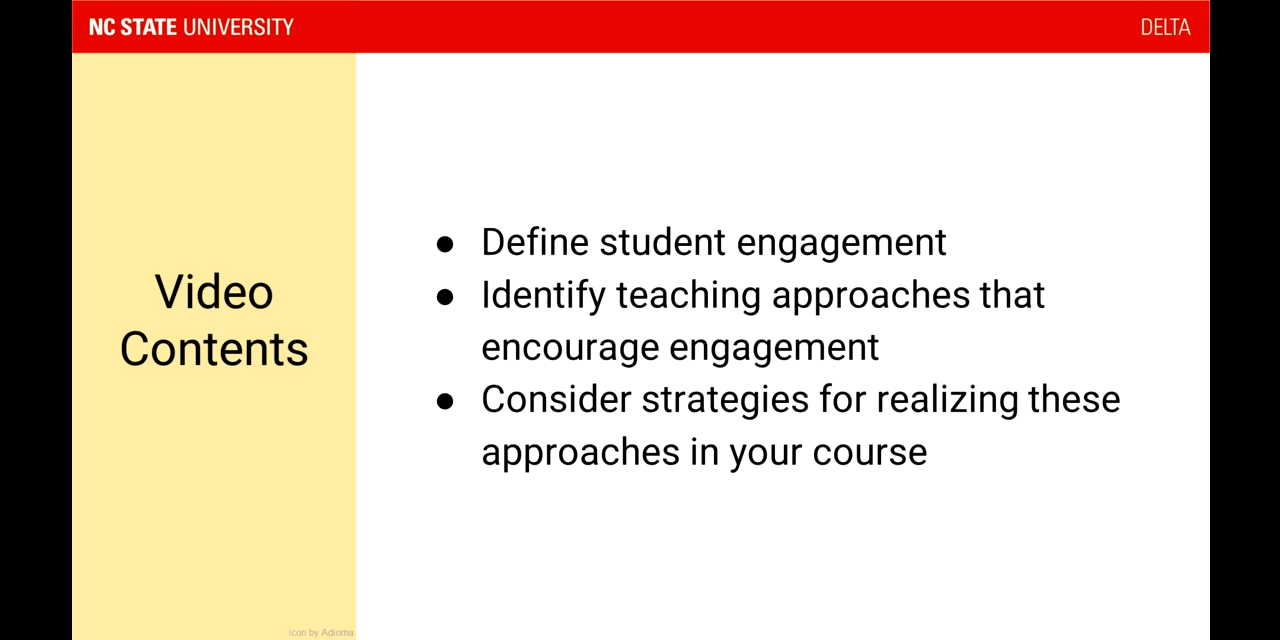 NC STATE UNIVERSITY
DELTA
Video
Contents
● Define student engagement
● Identify teaching approaches that
encourage engagement
● Consider strategies for realizing these
approaches in your course
icon by Adioma